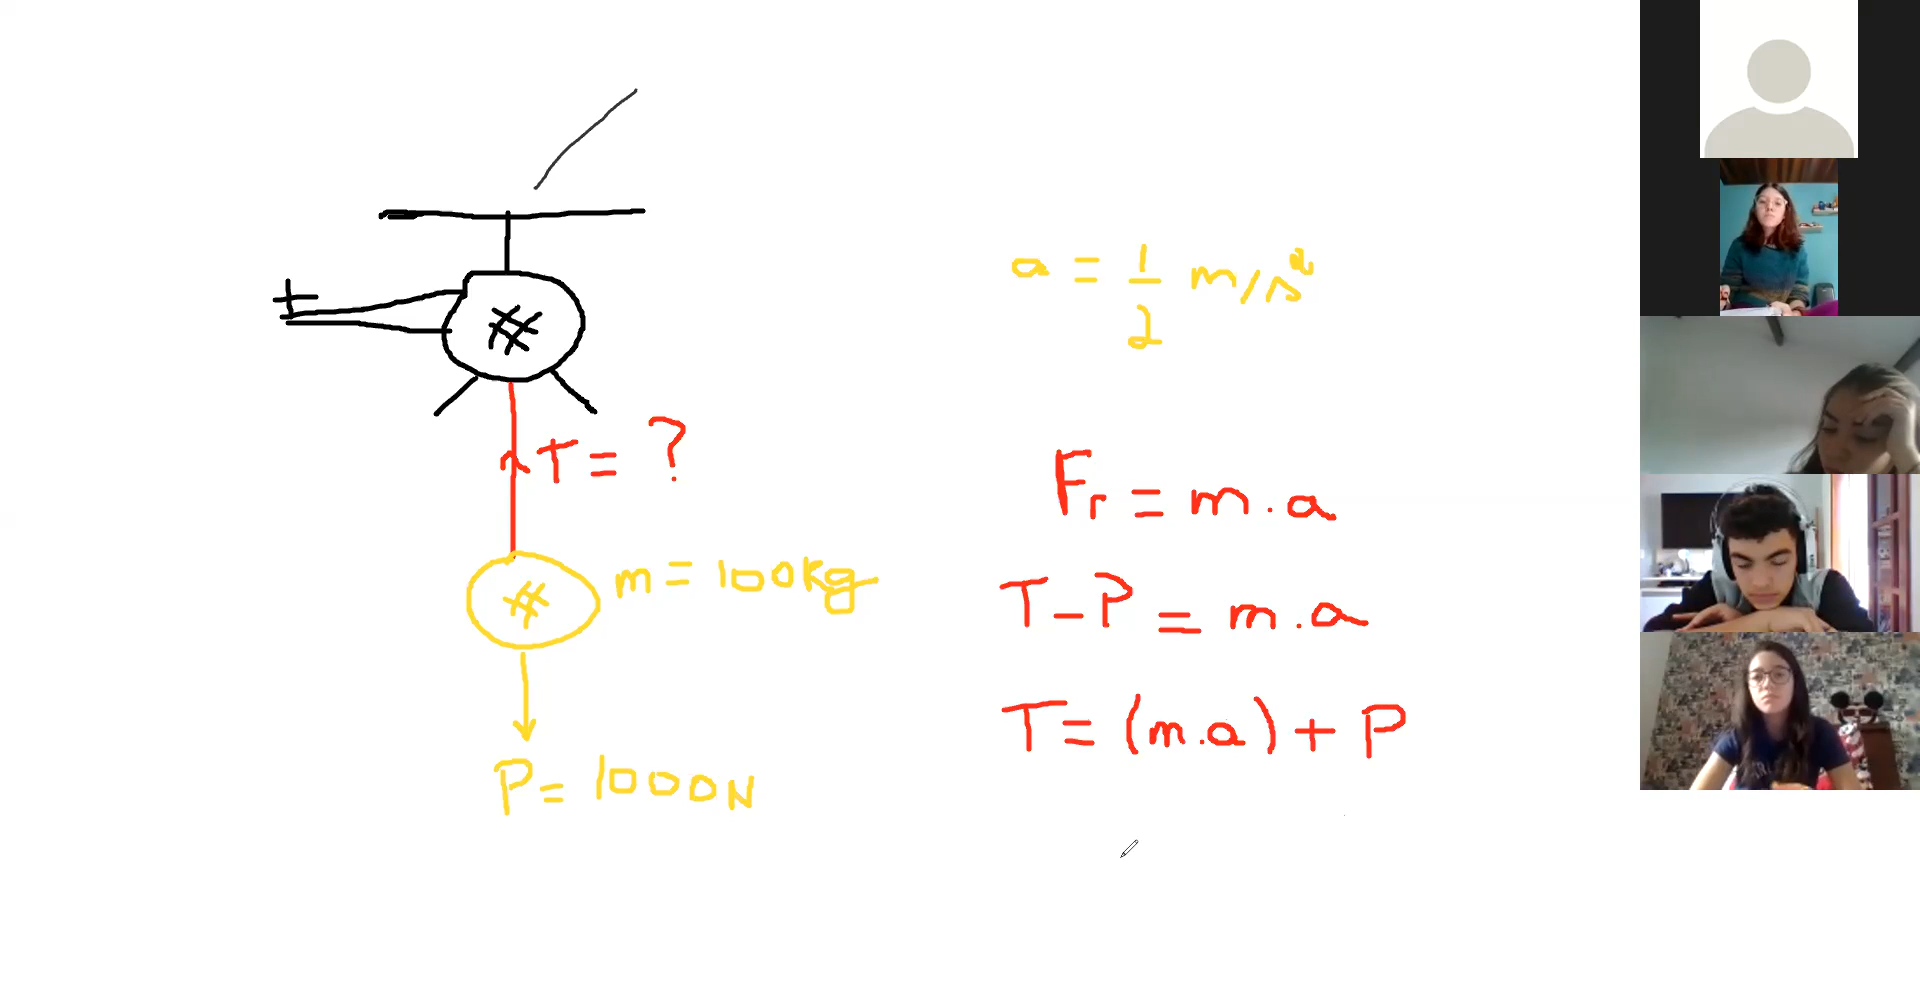 a = 1/2 m/s²
T = ?
Fr = m.a
m = 100kg
T - P = m.a
T = (m.a) + P
P = 1000N